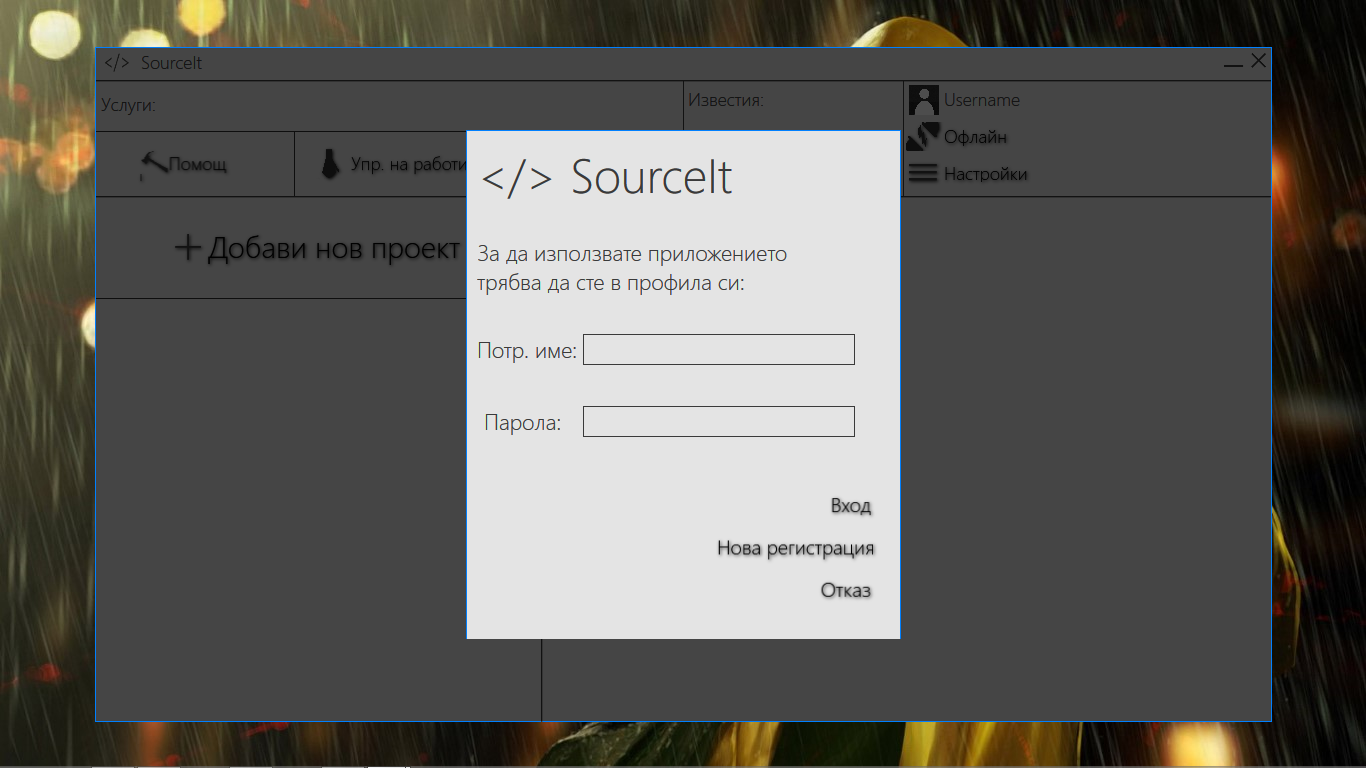 </> SourceIt
Услуги:
Известия:
Username
Офлайн
Настройки
Помощ
Упр. на работи
Добави нов проект
</> SourceIt
За да използвате приложението
трябва да сте в профила си:
Потр. име:
Парола:
Вход
Нова регистрация
Отказ